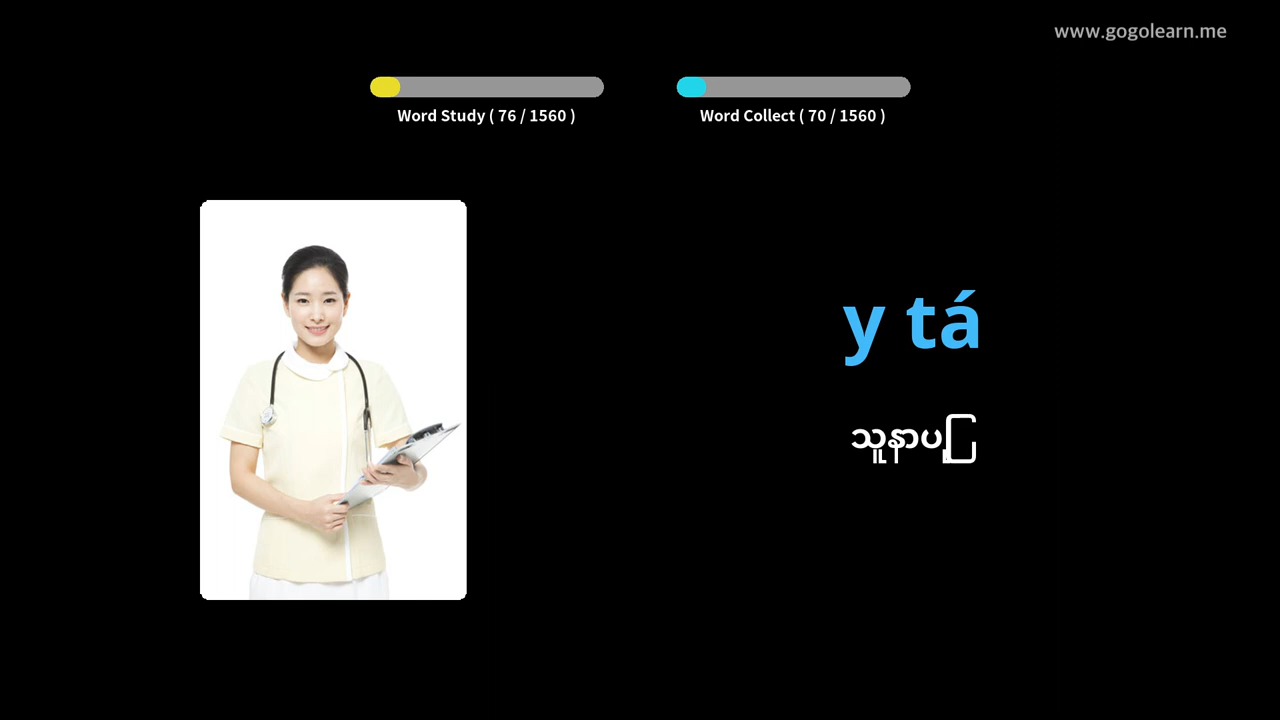 www.gogolearn.me
Word Study ( 76 / 1560 )
Word Collect ( 70 / 1560 )
y tá
သူနာပြု